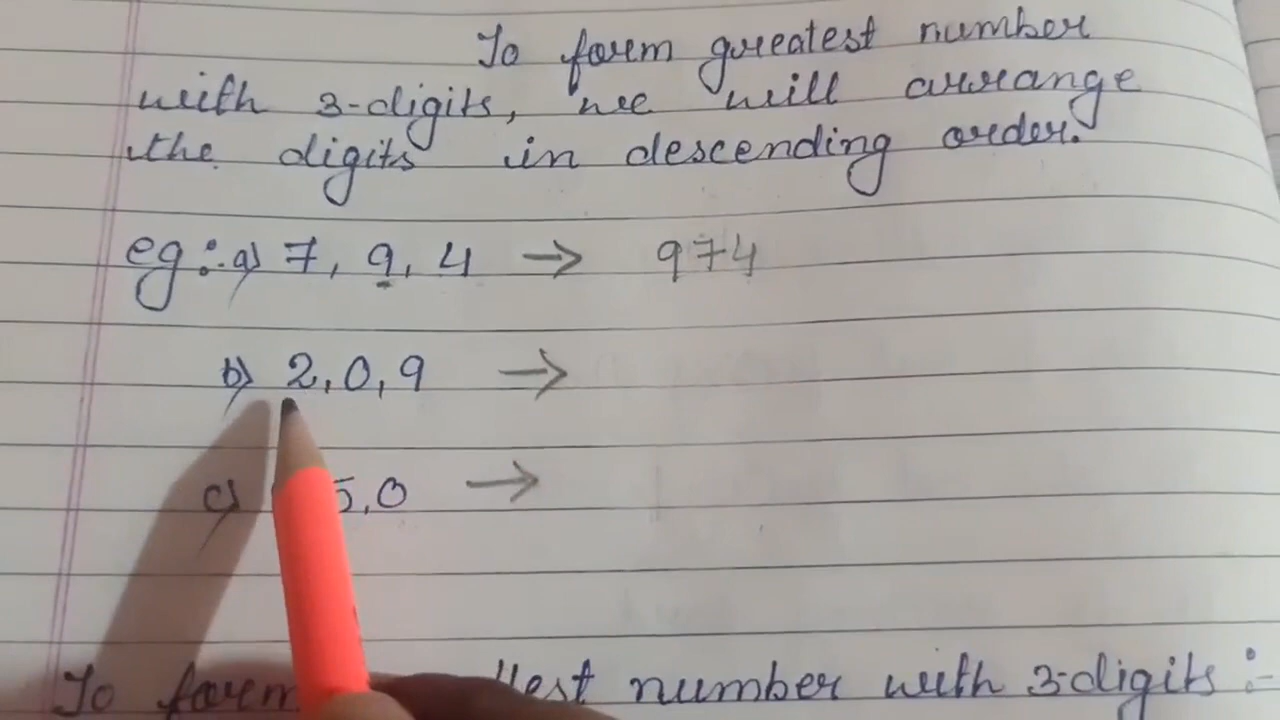 To form greatest number
with 3-digits, we will arrange
the digits in descending order.
eg:- a) 7, 9, 4 → 974
b) 2, 0, 9 →
c) 5, 0 →
To form number with 3-digits :-